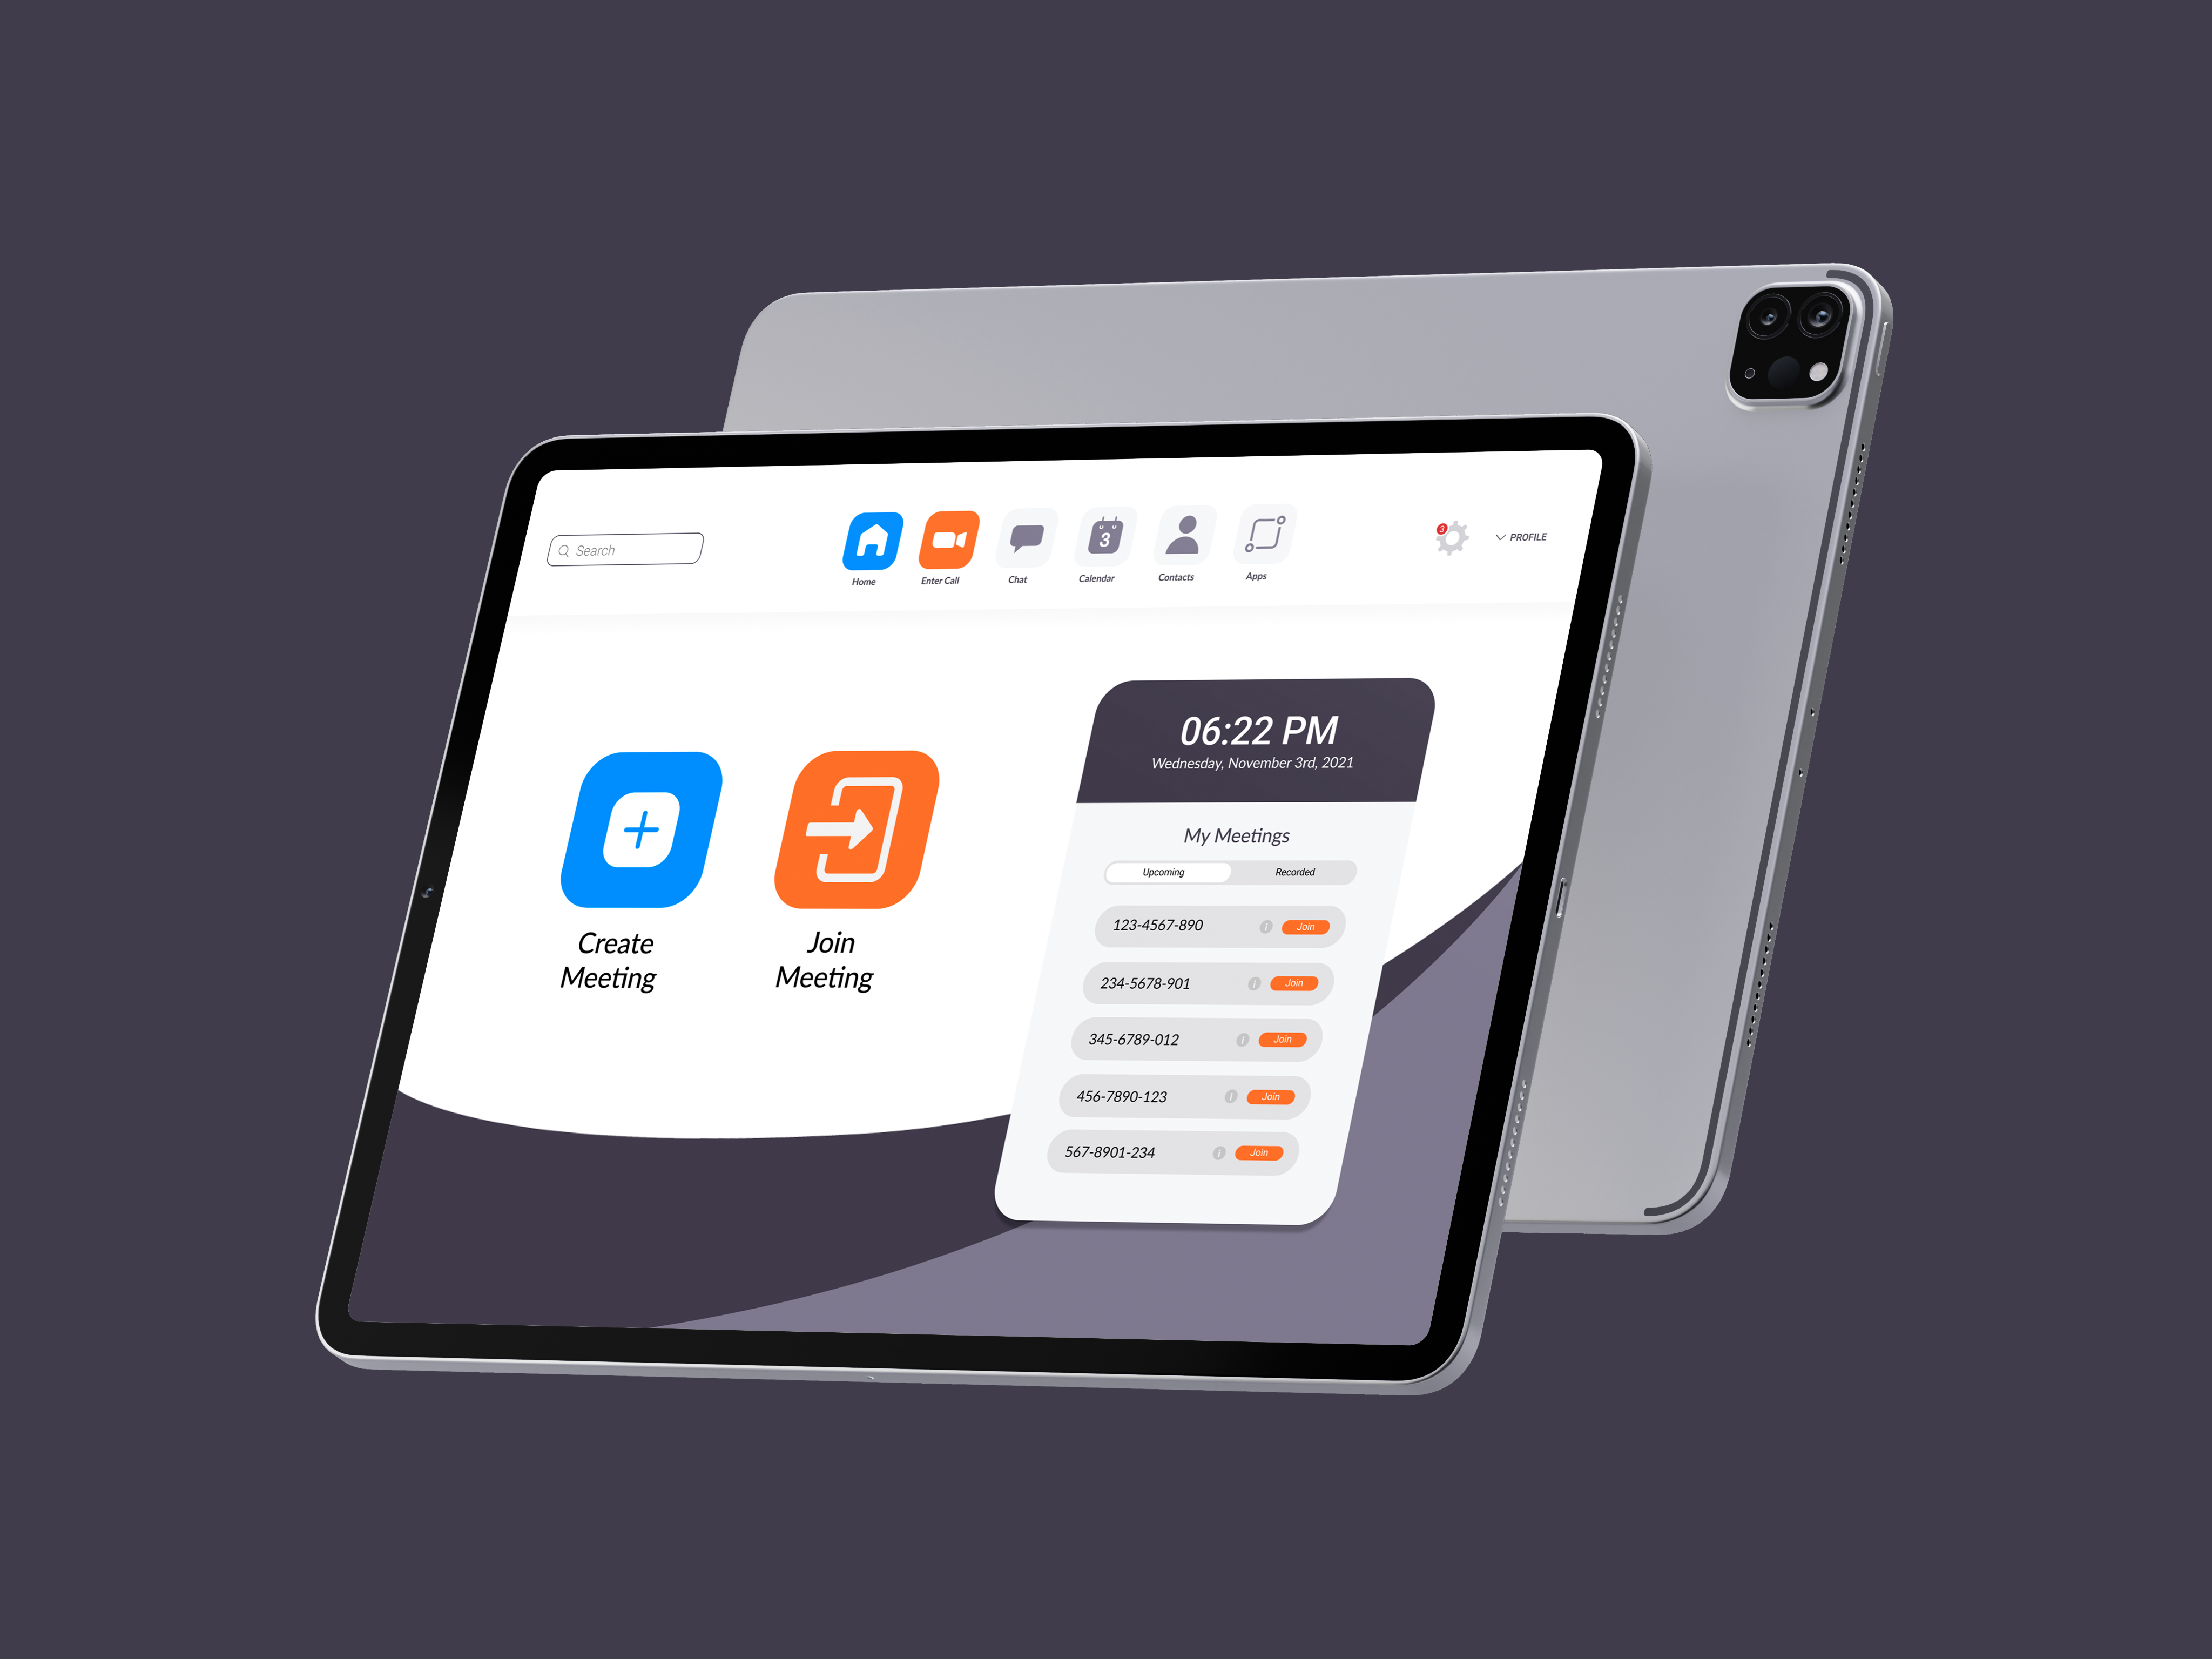 Search
Home
Enter Call
Chat
3
Calendar
Contacts
Apps
3
PROFILE
06:22 PM
Wednesday, November 3rd, 2021
My Meetings
Upcoming
Recorded
123-4567-890
i
Join
234-5678-901
i
Join
345-6789-012
i
Join
456-7890-123
i
Join
567-8901-234
i
Join
Create
Meeting
Join
Meeting